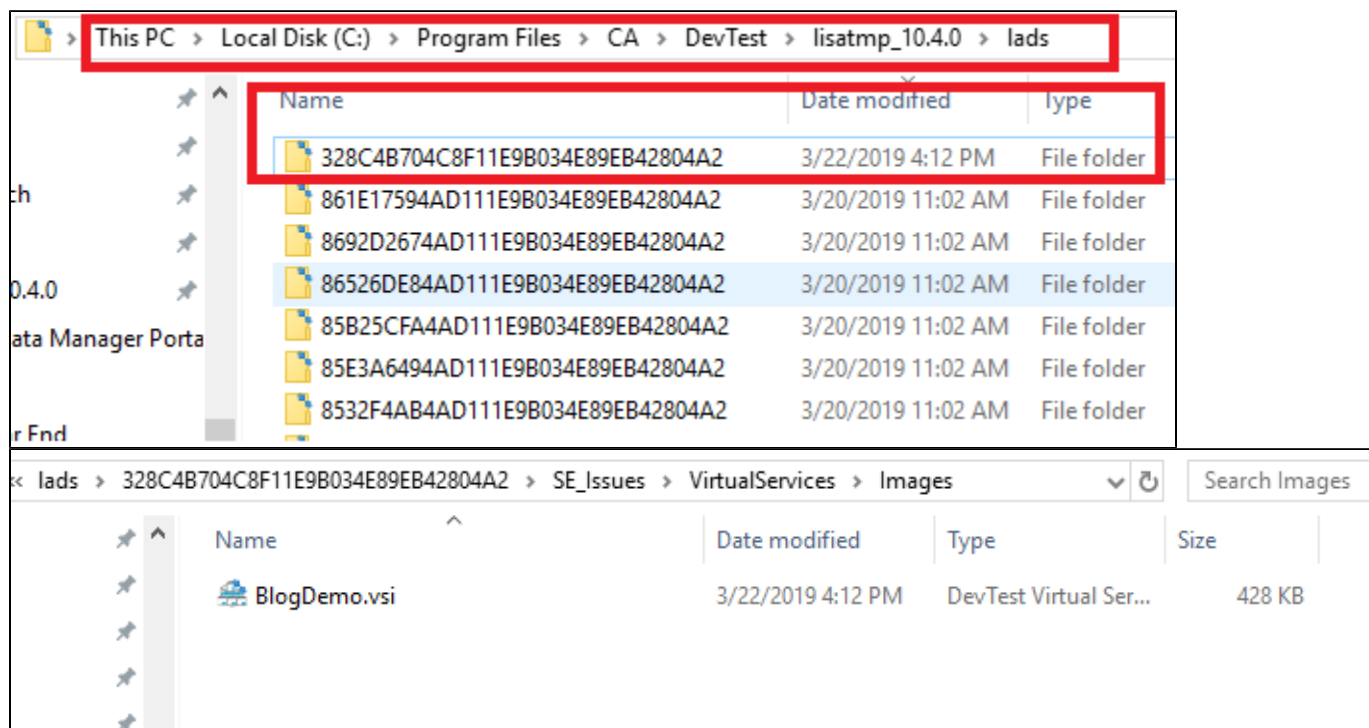 This PC > Local Disk (C:) > Program Files > CA > DevTest > lisatmp_10.4.0 > lads
Name Date modified Type
328C4B704C8F11E9B034E89EB42804A2 3/22/2019 4:12 PM File folder
ch
861E17594AD111E9B034E89EB42804A2 3/20/2019 11:02 AM File folder
8692D2674AD111E9B034E89EB42804A2 3/20/2019 11:02 AM File folder
0.4.0
86526DE84AD111E9B034E89EB42804A2 3/20/2019 11:02 AM File folder
ata Manager Porta
85B25CFA4AD111E9B034E89EB42804A2 3/20/2019 11:02 AM File folder
85E3A6494AD111E9B034E89EB42804A2 3/20/2019 11:02 AM File folder
r End
8532F4AB4AD111E9B034E89EB42804A2 3/20/2019 11:02 AM File folder
« lads > 328C4B704C8F11E9B034E89EB42804A2 > SE_Issues > VirtualServices > Images Search Images
Name Date modified Type Size
BlogDemo.vsi 3/22/2019 4:12 PM DevTest Virtual Ser... 428 KB